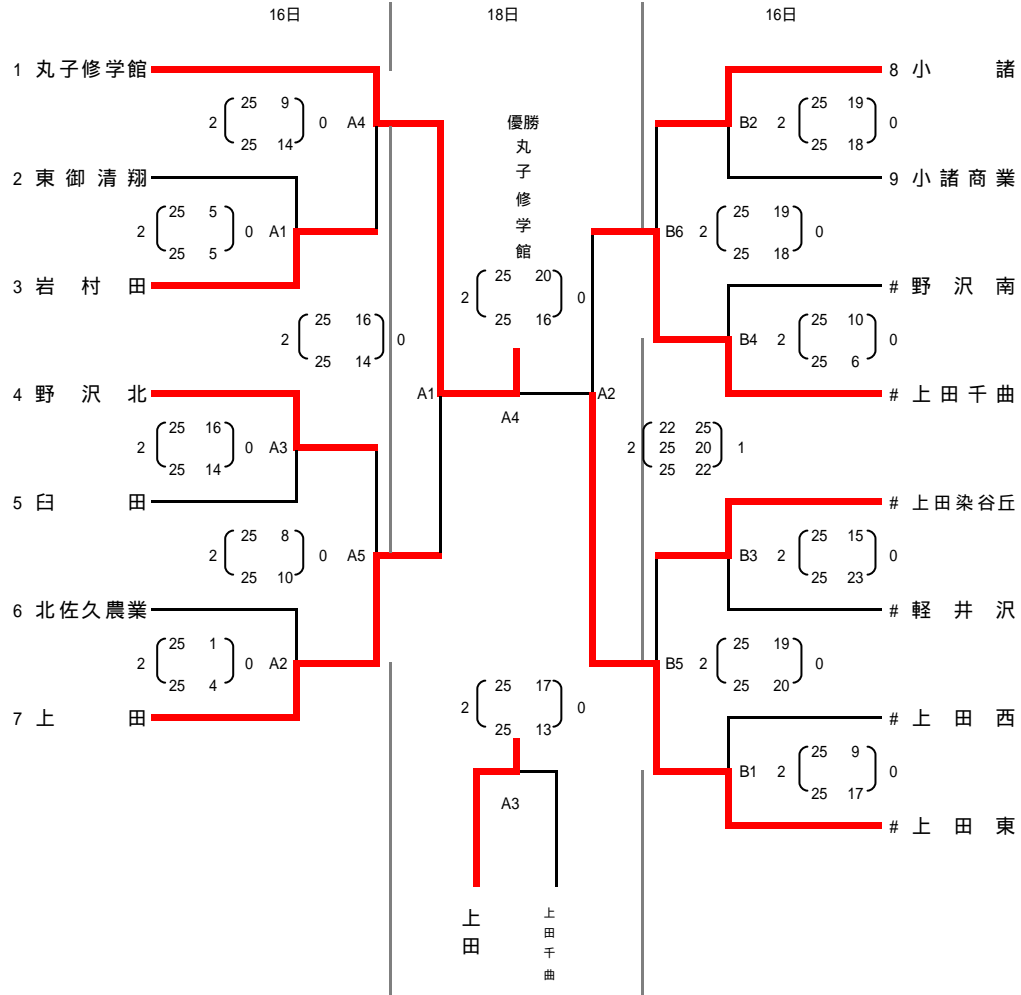 16日 18日 16日
1 丸子修学館
8 小 諸
25 9
2 0 A4
25 14
優勝
丸子修学館
B2 2 0
25 19
25 18
2 東御清翔
9 小諸商業
25 5
2 0 A1
25 5
B6 2 0
25 19
25 18
3 岩村田
# 野沢南
25 20
2 0
25 16
25 16
2 0
25 14
B4 2 0
25 10
25 6
4 野沢北
A1
A4
A2
# 上田千曲
25 16
2 0 A3
25 14
22 25
2 25 20 1
25 22
5 臼田
# 上田染谷丘
25 8
2 0 A5
25 10
B3 2 0
25 15
25 23
6 北佐久農業
# 軽井沢
25 1
2 0 A2
25 4
B5 2 0
25 19
25 20
7 上田
# 上田西
25 17
2 0
25 13
A3
B1 2 0
25 9
25 17
# 上田東
上田
上田千曲